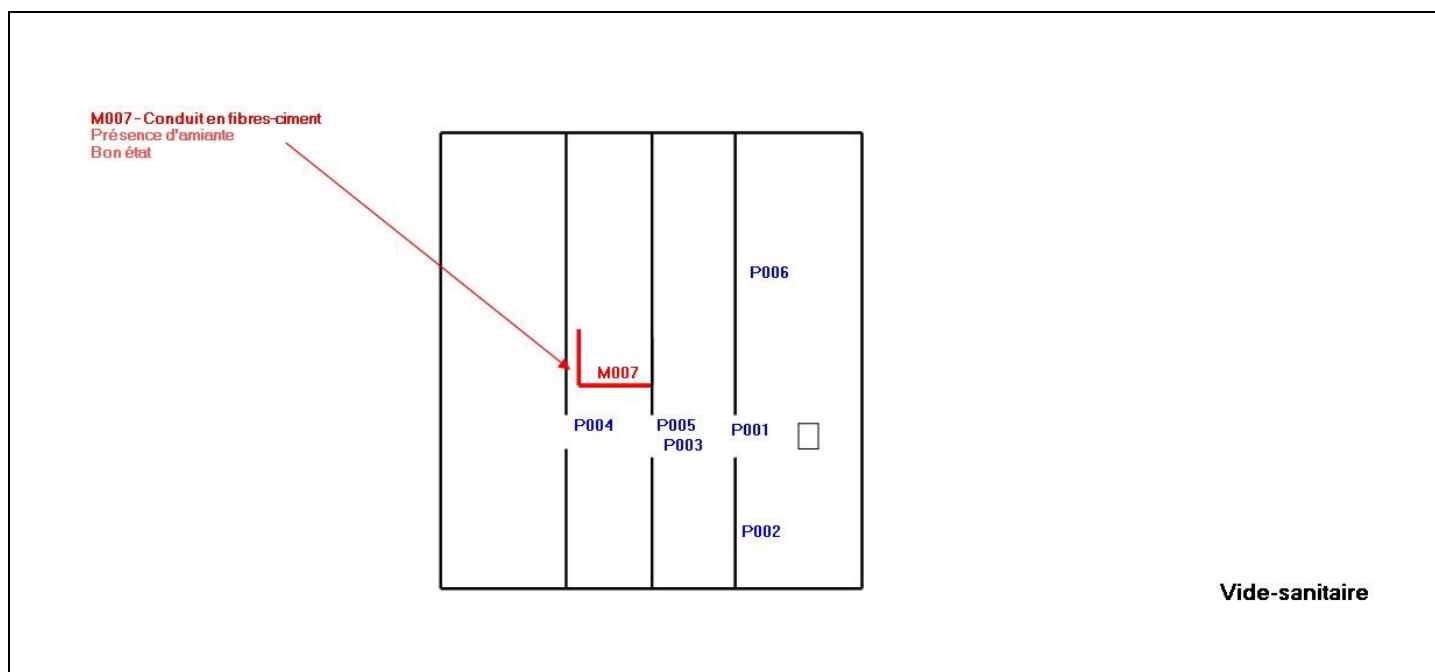 M007 - Conduit en fibres-ciment
Présence d'amiante
Bon état
P006
M007
P004
P005
P001
P003
P002
Vide-sanitaire